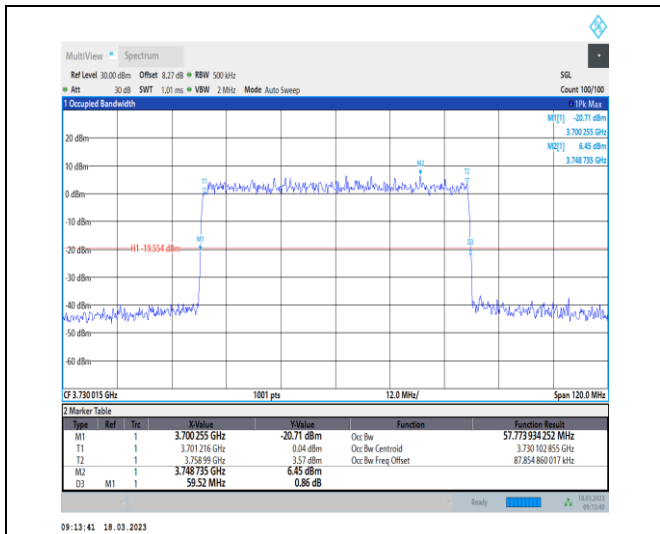 MultiView Spectrum
Ref Level 30.00 dBm Offset 8.27 dB RBW 500 kHz SGL
Att 30 dB SWT 1.01 ms VBW 2 MHz Mode Auto Sweep Count 100/100
1 Occupied Bandwidth 1Pk Max
M1[1] -20.71 dBm
3.700 255 GHz
M2[1] 6.45 dBm
3.748 735 GHz
20 dBm
10 dBm
0 dBm
-10 dBm
-20 dBm
-30 dBm
-40 dBm
-50 dBm
-60 dBm
T1
M2
T2
M1
D3
H1 -19.554 dBm
CF 3.730 015 GHz 1001 pts 12.0 MHz/ Span 120.0 MHz
2 Marker Table
Type Ref Trc X-Value Y-Value Function Function Result
M1 1 3.700 255 GHz -20.71 dBm Occ Bw 57.773 934 252 MHz
T1 1 3.701 216 GHz 0.04 dBm Occ Bw Centroid 3.730 102 855 GHz
T2 1 3.758 99 GHz 3.57 dBm Occ Bw Freq Offset 87.854 860 017 kHz
M2 1 3.748 735 GHz 6.45 dBm
D3 M1 1 59.52 MHz 0.86 dB
Ready 18.03.2023
09:13:40
09:13:41 18.03.2023